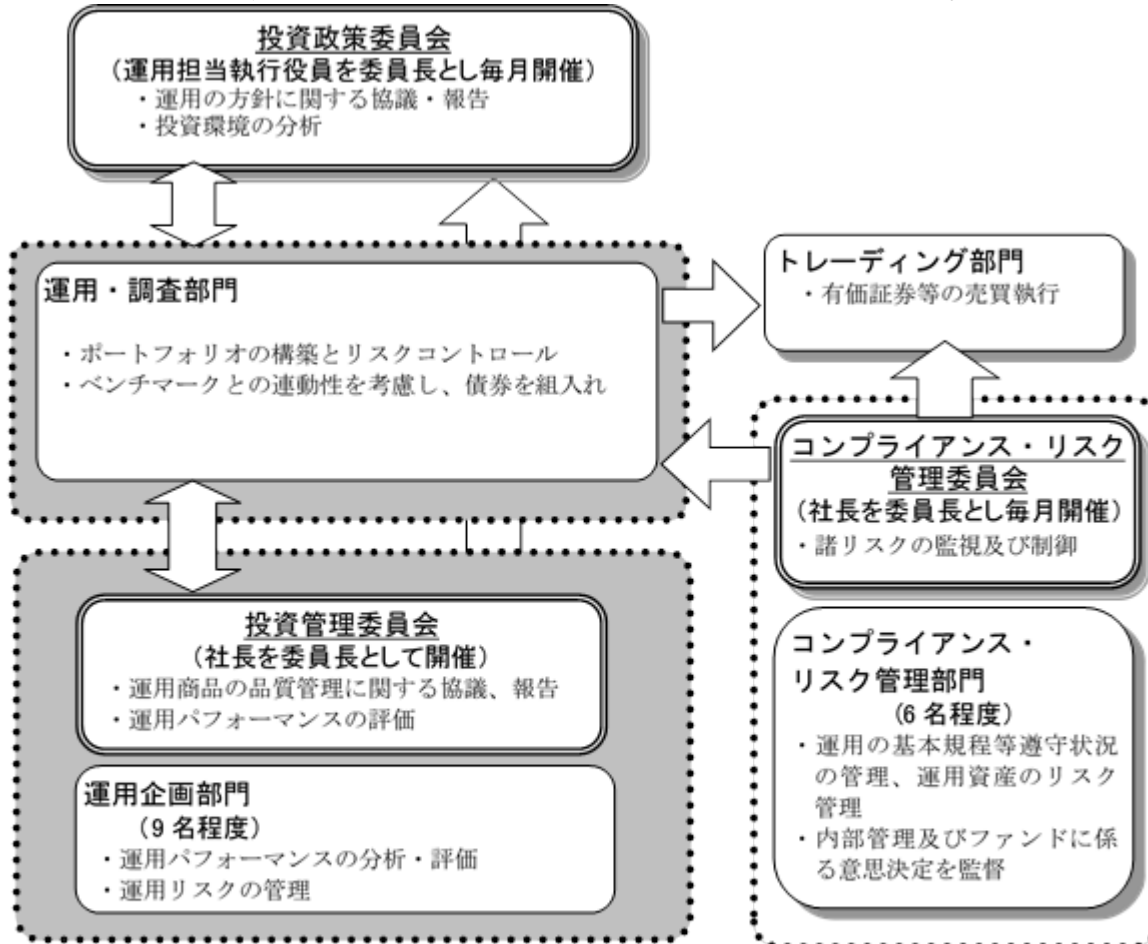 投資政策委員会
(運用担当執行役員を委員長とし毎月開催)
・運用の方針に関する協議・報告
・投資環境の分析
運用・調査部門
・ポートフォリオの構築とリスクコントロール
・ベンチマークとの連動性を考慮し、債券を組入れ
トレーディング部門
・有価証券等の売買執行
コンプライアンス・リスク
管理委員会
(社長を委員長とし毎月開催)
・諸リスクの監視及び制御
投資管理委員会
(社長を委員長として開催)
・運用商品の品質管理に関する協議、報告
・運用パフォーマンスの評価
運用企画部門
(9名程度)
・運用パフォーマンスの分析・評価
・運用リスクの管理
コンプライアンス・
リスク管理部門
(6名程度)
・運用の基本規程等遵守状況
の管理、運用資産のリスク
管理
・内部管理及びファンドに係
る意思決定を監督